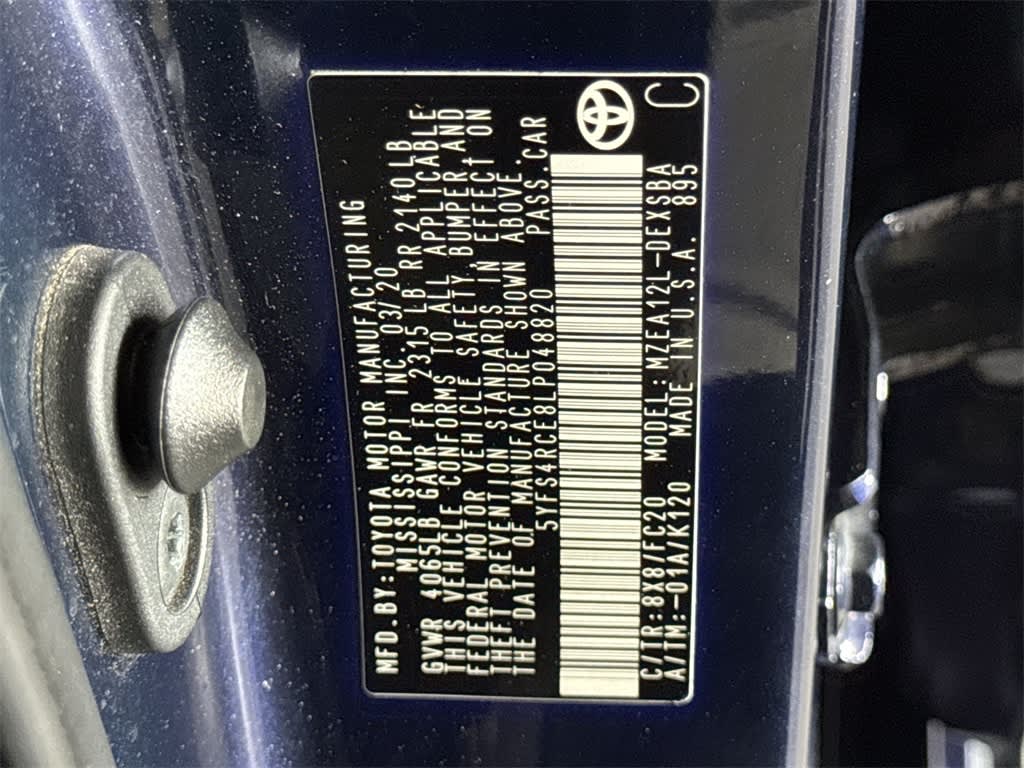 MFD.BY:TOYOTA MOTOR MANUFACTURING
MISSISSIPPI INC. 03/20
GVWR 4065LB GAWR FR 2315 LB RR 2140LB
THIS VEHICLE CONFORMS TO ALL APPLICABLE
FEDERAL MOTOR VEHICLE SAFETY, BUMPER AND
THEFT PREVENTION STANDARDS IN EFFECT ON
THE DATE OF MANUFACTURE SHOWN ABOVE.
5YFS4RCE8LP048820 PASS.CAR
C/TR:8X8/FC20 MODEL:MZEA12L-DEXSBA
A/TM:-01A/K120 MADE IN U.S.A. 895
C